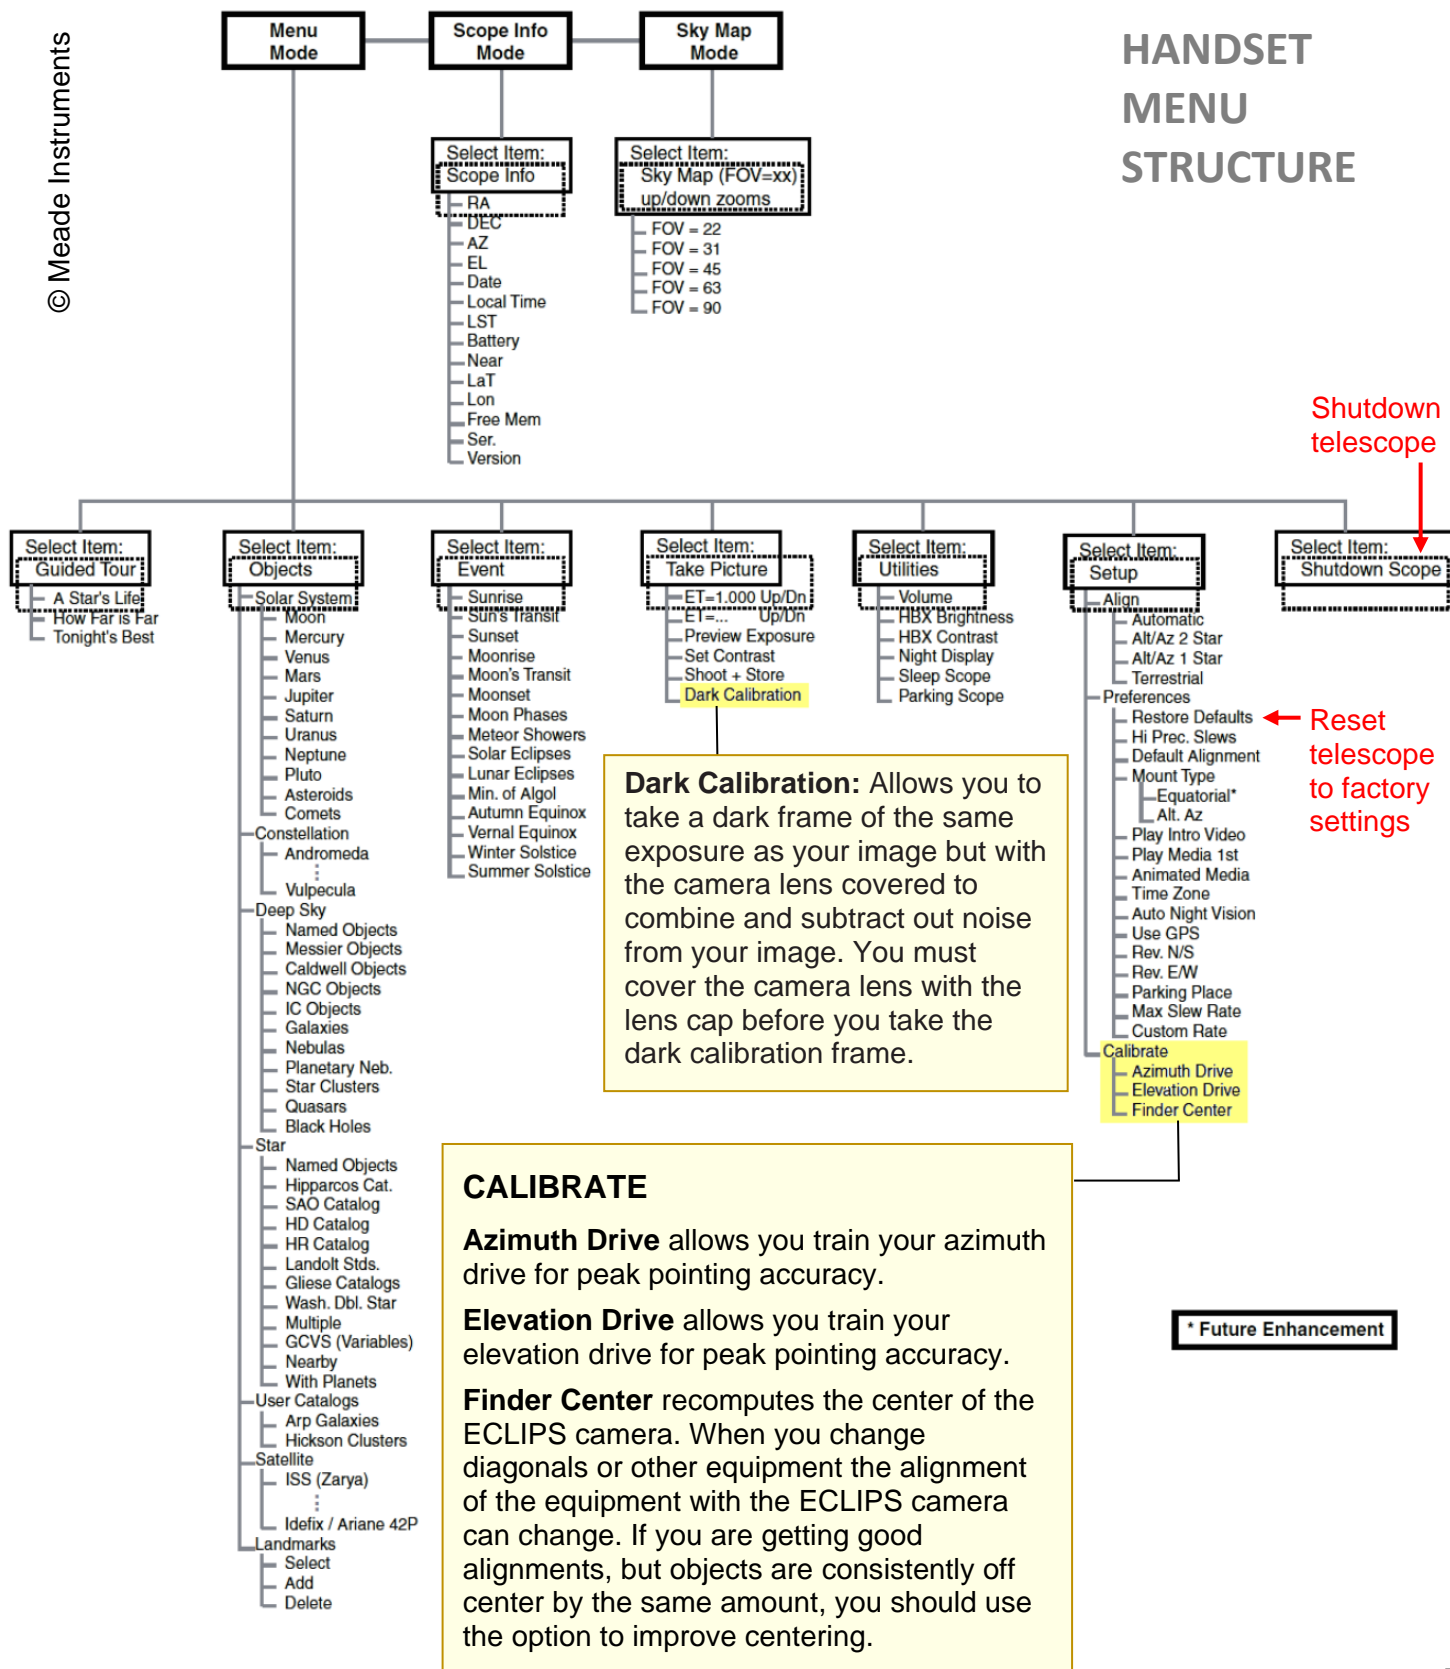 © Meade Instruments
Menu
Mode
Scope Info
Mode
Sky Map
Mode
HANDSET
MENU
STRUCTURE
Select Item:
Scope Info
RA
DEC
AZ
EL
Date
Local Time
LST
Battery
Near
LaT
Lon
Free Mem
Ser.
Version
Select Item:
Sky Map (FOV=xx)
up/down zooms
FOV = 22
FOV = 31
FOV = 45
FOV = 63
FOV = 90
Shutdown
telescope
Select Item:
Guided Tour
A Star's Life
How Far is Far
Tonight's Best
Select Item:
Objects
Solar System
Moon
Mercury
Venus
Mars
Jupiter
Saturn
Uranus
Neptune
Pluto
Asteroids
Comets
Constellation
Andromeda
Vulpecula
Deep Sky
Named Objects
Messier Objects
Caldwell Objects
NGC Objects
IC Objects
Galaxies
Nebulas
Planetary Neb.
Star Clusters
Quasars
Black Holes
Star
Named Objects
Hipparcos Cat.
SAO Catalog
HD Catalog
HR Catalog
Landolt Stds.
Gliese Catalogs
Wash. Dbl. Star
Multiple
GCVS (Variables)
Nearby
With Planets
User Catalogs
Arp Galaxies
Hickson Clusters
Satellite
ISS (Zarya)
Idefix / Ariane 42P
Landmarks
Select
Add
Delete
Select Item:
Event
Sunrise
Sun's Transit
Sunset
Moonrise
Moon's Transit
Moonset
Moon Phases
Meteor Showers
Solar Eclipses
Lunar Eclipses
Min. of Algol
Autumn Equinox
Vernal Equinox
Winter Solstice
Summer Solstice
Select Item:
Take Picture
ET=1.000 Up/Dn
ET=... Up/Dn
Preview Exposure
Set Contrast
Shoot + Store
Dark Calibration
Select Item:
Utilities
Volume
HBX Brightness
HBX Contrast
Night Display
Sleep Scope
Parking Scope
Select Item:
Setup
Align
Automatic
Alt/Az 2 Star
Alt/Az 1 Star
Terrestrial
Preferences
Restore Defaults
Hi Prec. Slews
Default Alignment
Mount Type
Equatorial*
Alt. Az
Play Intro Video
Play Media 1st
Animated Media
Time Zone
Auto Night Vision
Use GPS
Rev. N/S
Rev. E/W
Parking Place
Max Slew Rate
Custom Rate
Calibrate
Azimuth Drive
Elevation Drive
Finder Center
Select Item:
Shutdown Scope
Reset
telescope
to factory
settings
Dark Calibration: Allows you to
take a dark frame of the same
exposure as your image but with
the camera lens covered to
combine and subtract out noise
from your image. You must
cover the camera lens with the
lens cap before you take the
dark calibration frame.
CALIBRATE
Azimuth Drive allows you train your azimuth
drive for peak pointing accuracy.
Elevation Drive allows you train your
elevation drive for peak pointing accuracy.
Finder Center recomputes the center of the
ECLIPS camera. When you change
diagonals or other equipment the alignment
of the equipment with the ECLIPS camera
can change. If you are getting good
alignments, but objects are consistently off
center by the same amount, you should use
the option to improve centering.
* Future Enhancement